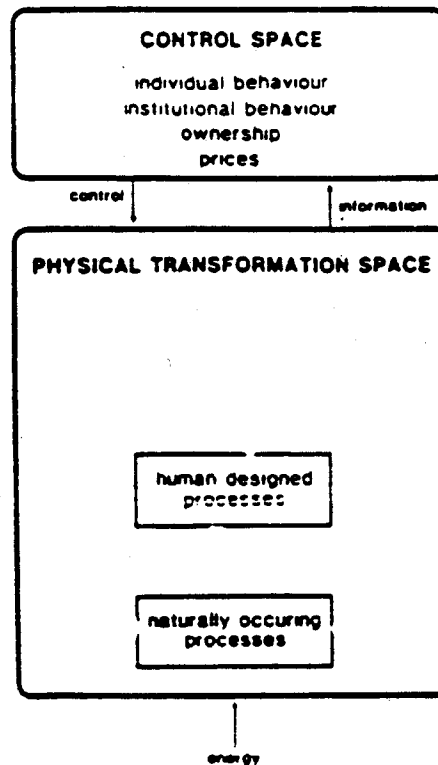 CONTROL SPACE
individual behaviour
institutional behaviour
ownership
prices
control
information
PHYSICAL TRANSFORMATION SPACE
human designed
processes
naturally occuring
processes
energy